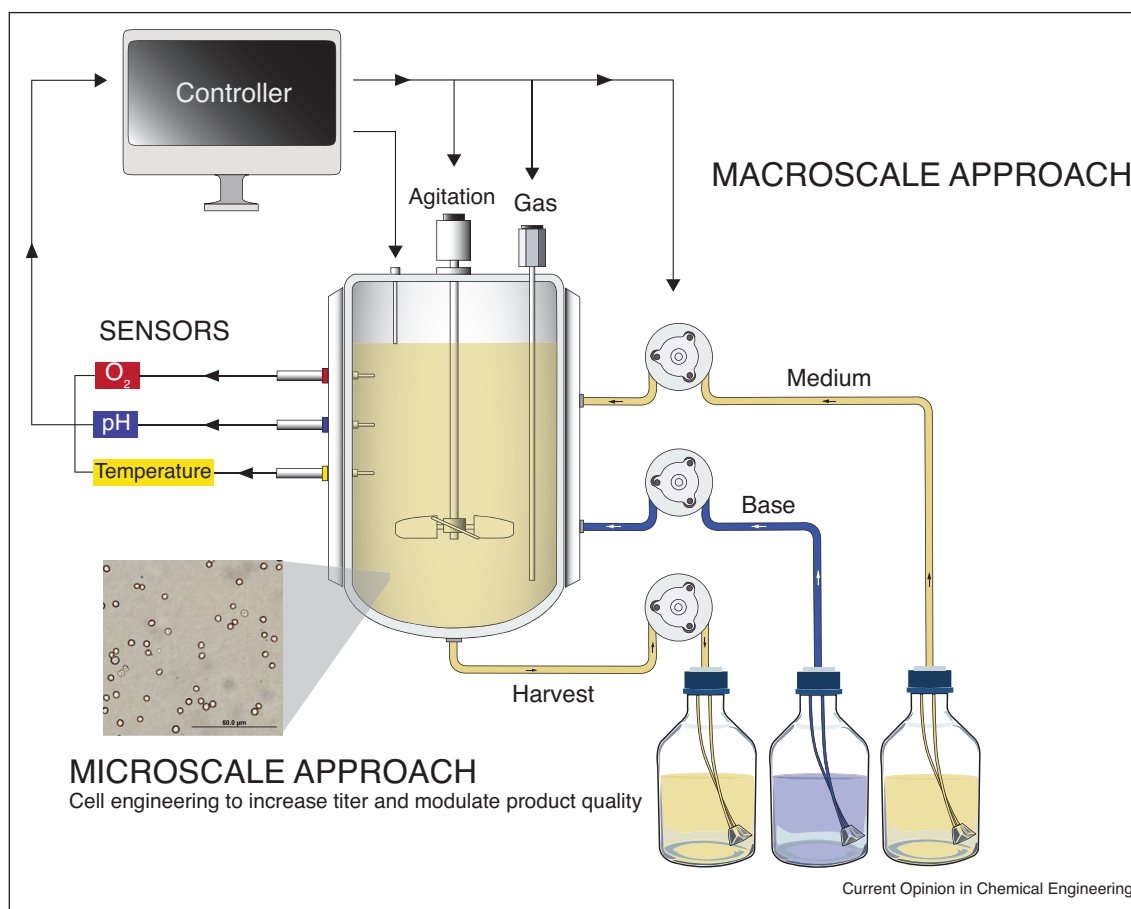 Controller
MACROSCALE APPROACH
Agitation
Gas
SENSORS
O₂
pH
Temperature
Medium
Base
Harvest
50.0 µm
MICROSCALE APPROACH
Cell engineering to increase titer and modulate product quality
Current Opinion in Chemical Engineering